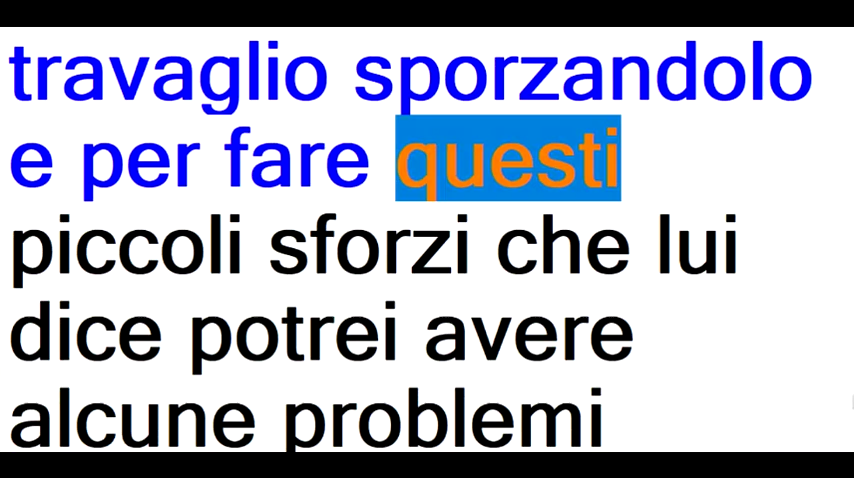 travaglio sporzandolo
e per fare questi
piccoli sforzi che lui
dice potrei avere
alcune problemi